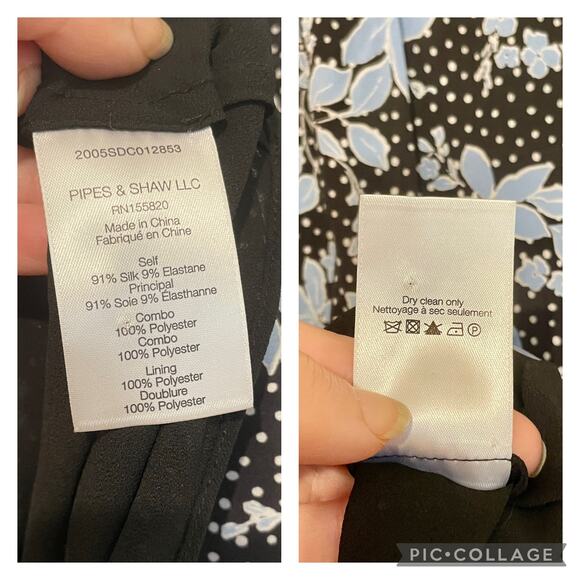 2005SDC012853
PIPES & SHAW LLC
RN155820
Made in China
Fabriqué en Chine
Self
91% Silk 9% Elastane
Principal
91% Soie 9% Élasthanne
Combo
100% Polyester
Combo
100% Polyester
Lining
100% Polyester
Doublure
100% Polyester
Dry clean only
Nettoyage à sec seulement
P
PIC•COLLAGE